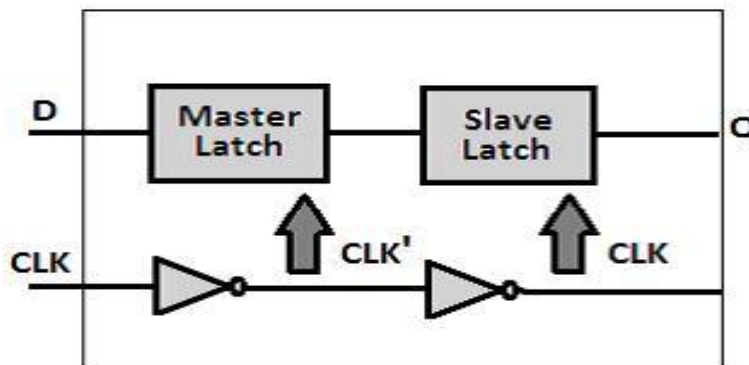 D
Master
Latch
Slave
Latch
Q
CLK
CLK'
CLK